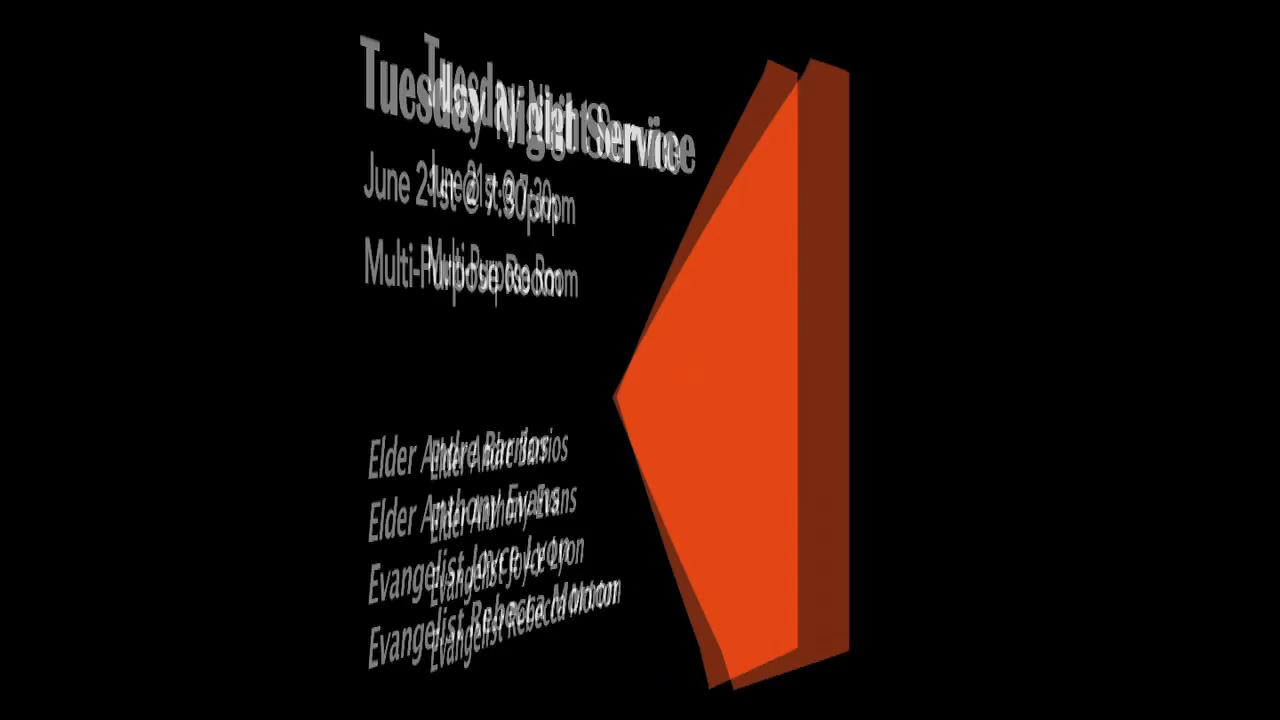 Tuesday Night Service
June 21st @ 7:30pm
Multi-Purpose Room
Elder Andre Barrios
Elder Anthony Evans
Evangelist Joyce Lyon
Evangelist Rebecca Morton